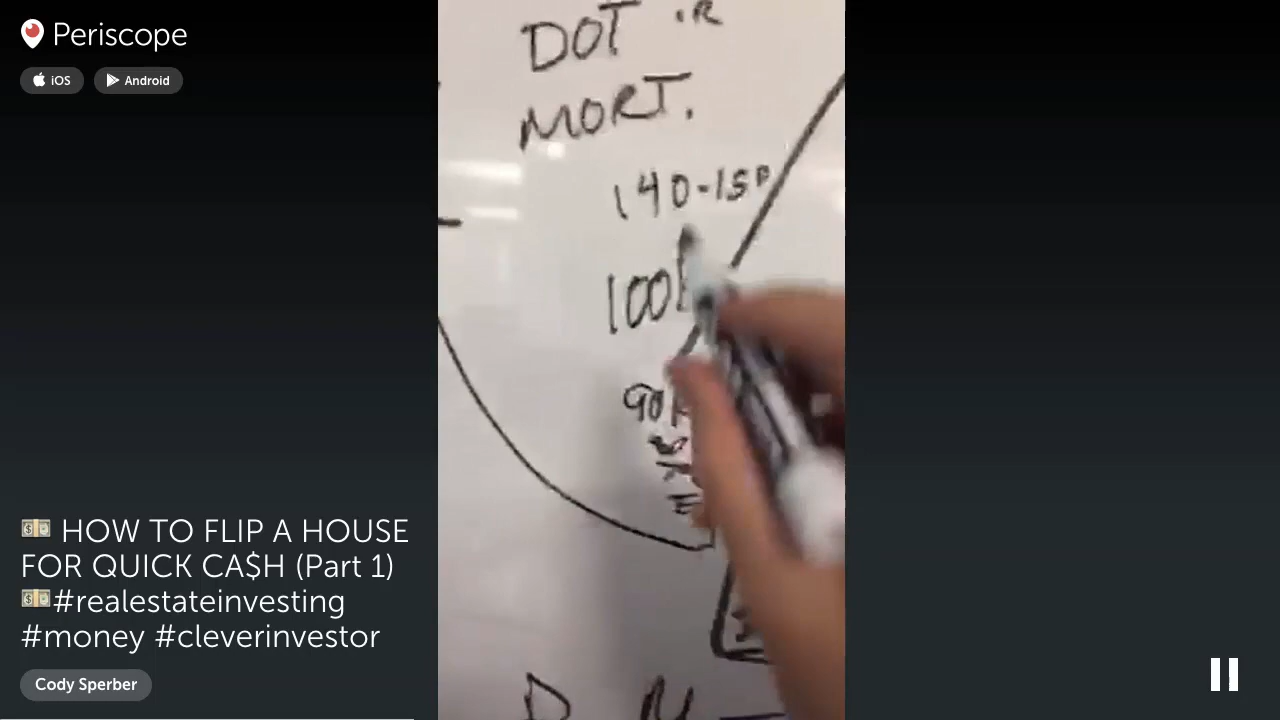 Periscope
iOS
Android
DOT
MORT.
140-150
100
90
💵 HOW TO FLIP A HOUSE
FOR QUICK CA$H (Part 1)
💵#realestateinvesting
#money #cleverinvestor
Cody Sperber